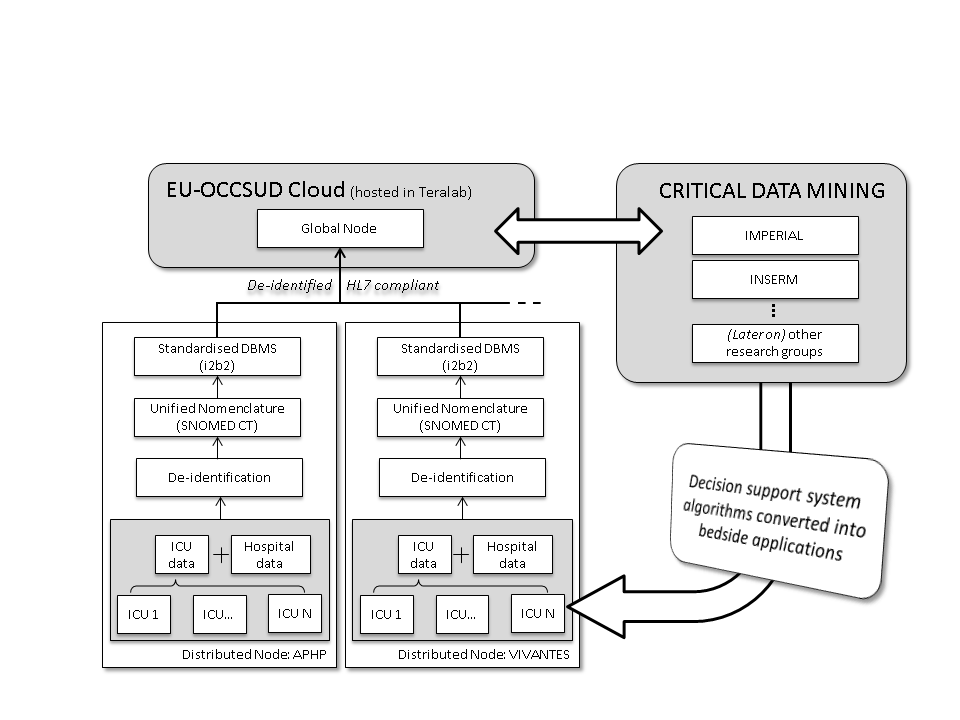 EU-OCCSUD Cloud (hosted in Teralab)
Global Node
CRITICAL DATA MINING
IMPERIAL
INSERM
(Later on) other
research groups
De-identified HL7 compliant
Standardised DBMS
(i2b2)
Unified Nomenclature
(SNOMED CT)
De-identification
ICU
data
+
Hospital
data
ICU 1
ICU...
ICU N
Distributed Node: APHP
Standardised DBMS
(i2b2)
Unified Nomenclature
(SNOMED CT)
De-identification
ICU
data
+
Hospital
data
ICU 1
ICU...
ICU N
Distributed Node: VIVANTES
Decision support system
algorithms converted into
bedside applications